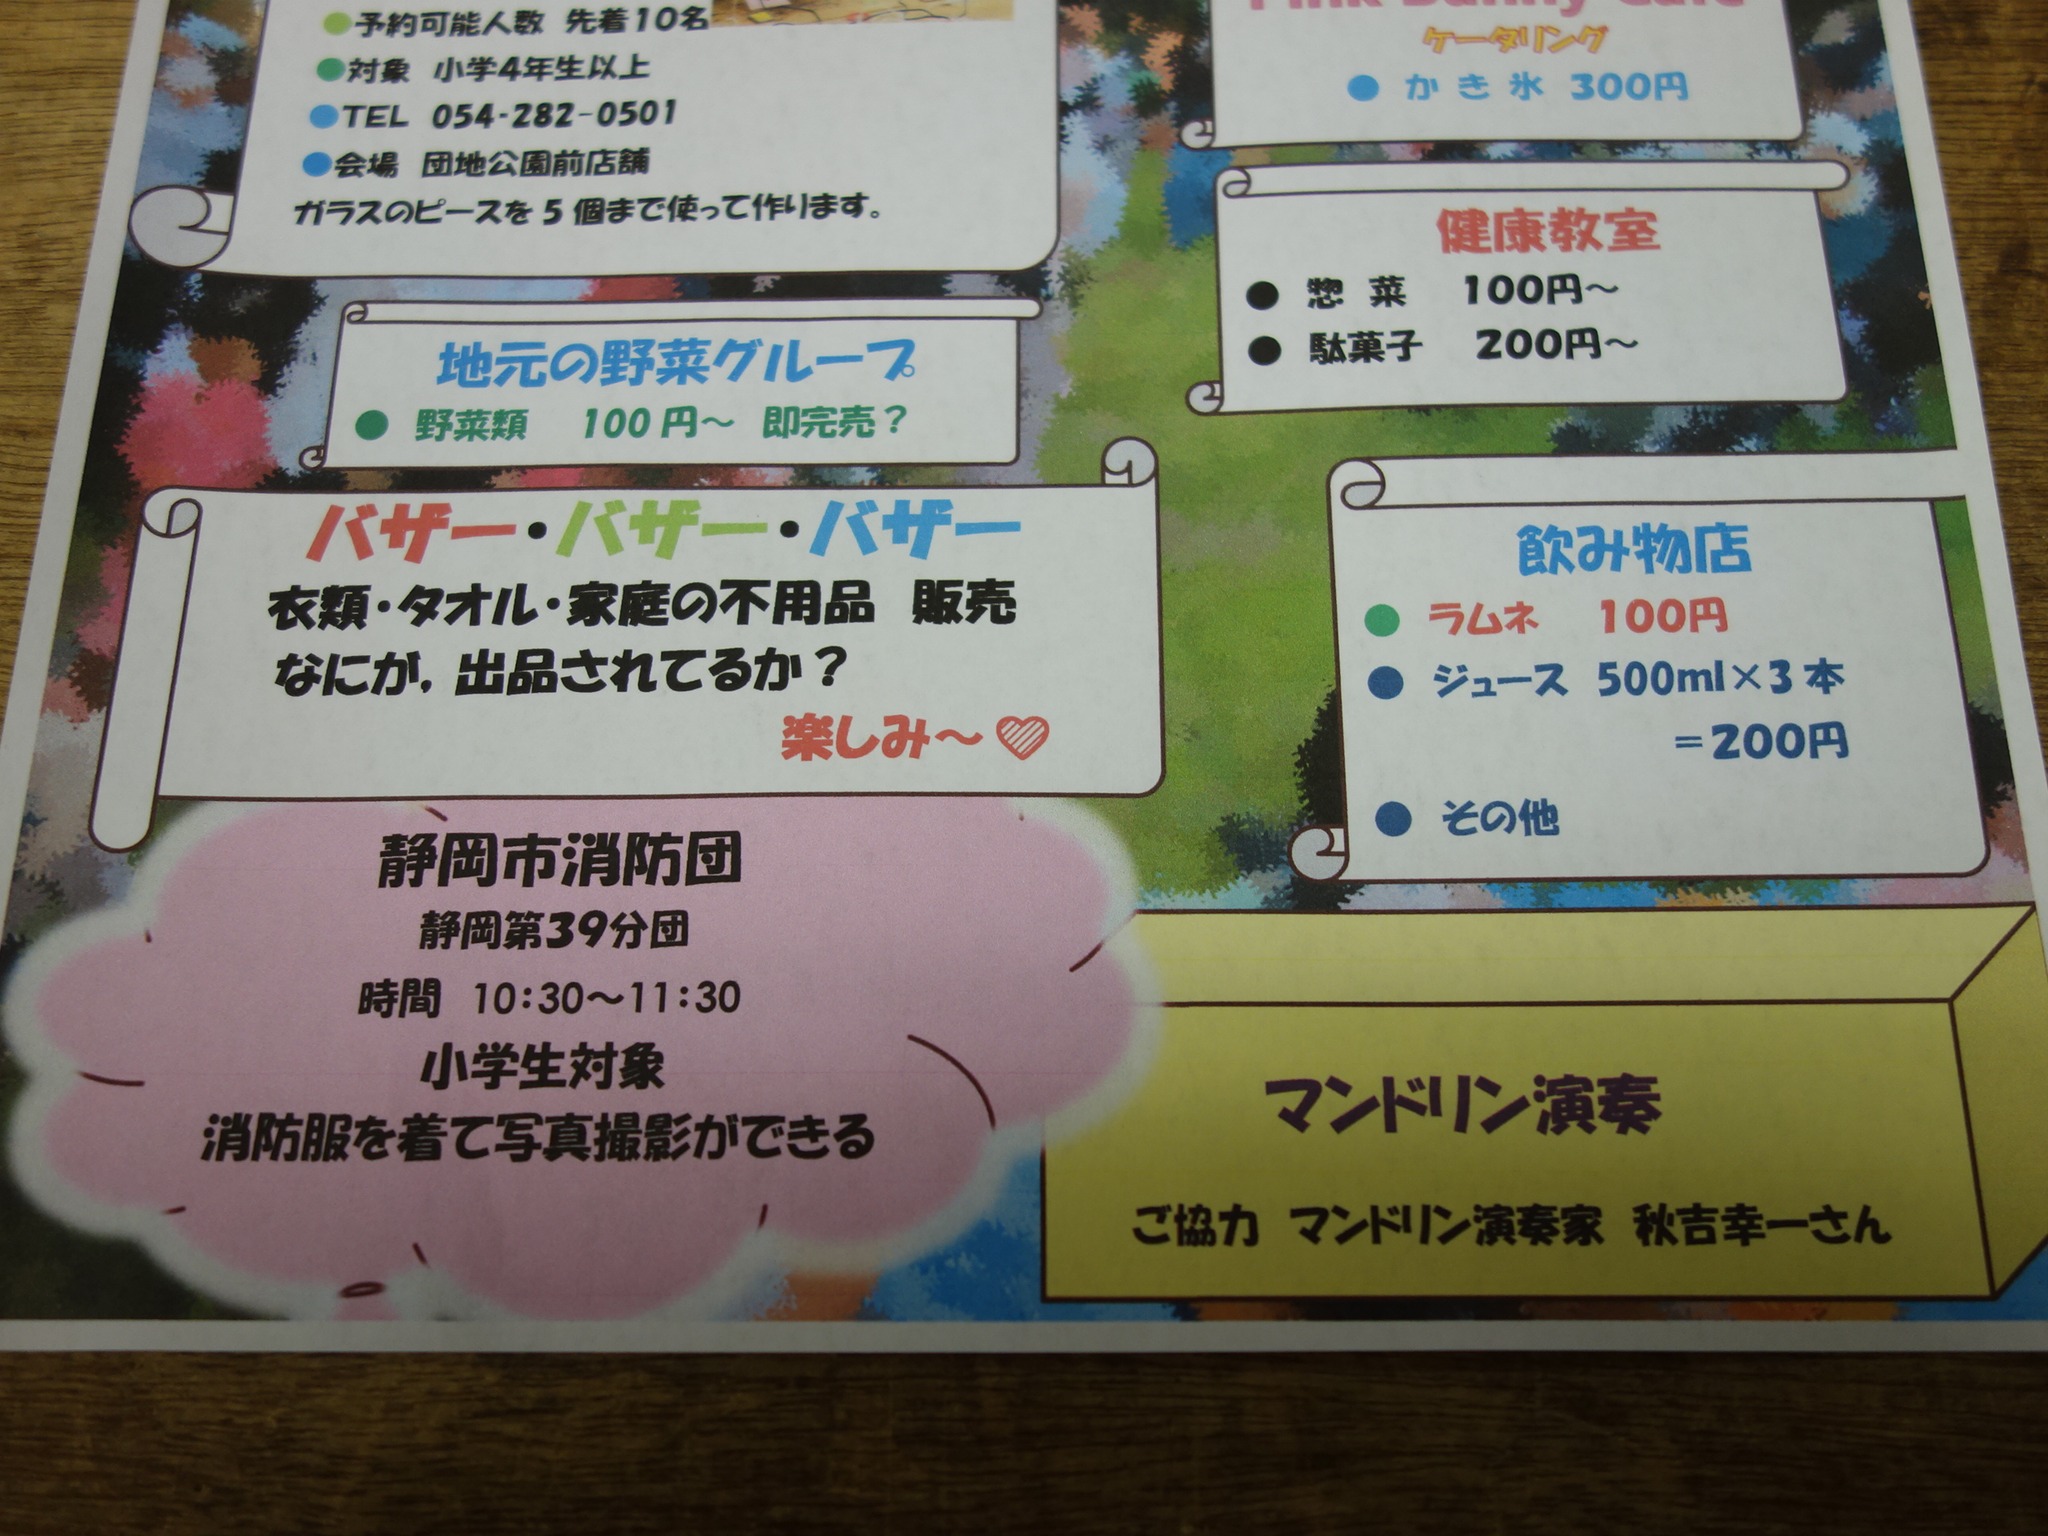 ●予約可能人数 先着10名
●対象 小学4年生以上
●TEL 054-282-0501
●会場 団地公園前店舗
ガラスのピースを5個まで使って作ります。
地元の野菜グループ
● 野菜類 100円～ 即完売？
バザー・バザー・バザー
衣類・タオル・家庭の不用品 販売
なにが，出品されてるか？
楽しみ～♡
静岡市消防団
静岡第39分団
時間 10：30～11：30
小学生対象
消防服を着て写真撮影ができる
Pink Bunny Cafe
ケータリング
● かき氷 300円
健康教室
● 惣菜 100円～
● 駄菓子 200円～
飲み物店
● ラムネ 100円
● ジュース 500ml×3本
＝200円
● その他
マンドリン演奏
ご協力 マンドリン演奏家 秋吉幸一さん